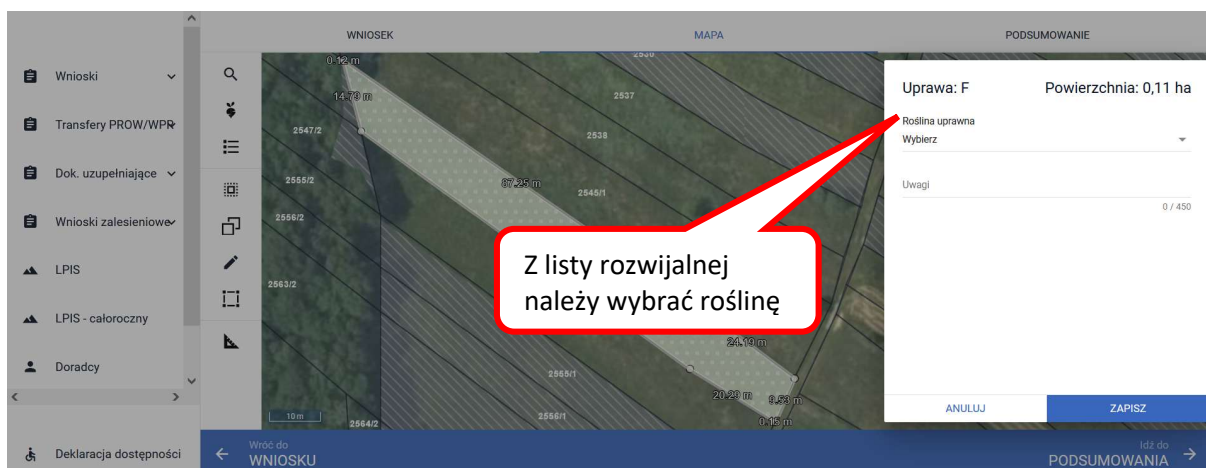 WNIOSEK
MAPA
PODSUMOWANIE
Wnioski
Transfery PROW/WPR
Dok. uzupełniające
Wnioski zalesieniowe
LPIS
LPIS - całoroczny
Doradcy
Deklaracja dostępności
0.12 m
14.79 m
2547/2
2555/2
2556/2
2563/2
2537
2538
67.25 m
2545/1
24.19 m
2555/1
20.29 m
9.53 m
0.15 m
2556/1
2564/2
10 m
Z listy rozwijalnej
należy wybrać roślinę
Uprawa: F
Powierzchnia: 0,11 ha
Roślina uprawna
Wybierz
Uwagi
0 / 450
ANULUJ
ZAPISZ
Wróć do
WNIOSKU
Idź do
PODSUMOWANIA